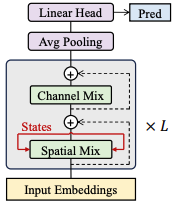 Linear Head
Pred
Avg Pooling
Channel Mix
States
× L
Spatial Mix
Input Embeddings